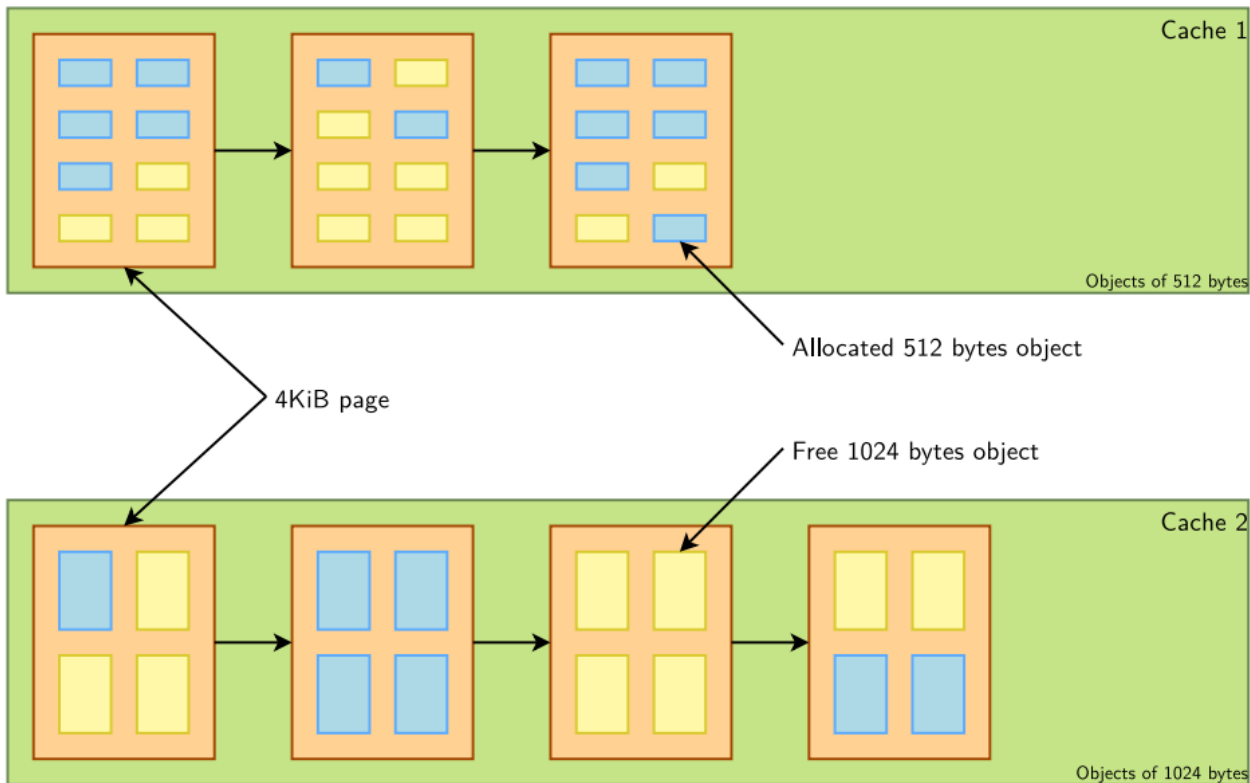 Cache 1
Objects of 512 bytes
Allocated 512 bytes object
4KiB page
Free 1024 bytes object
Cache 2
Objects of 1024 bytes